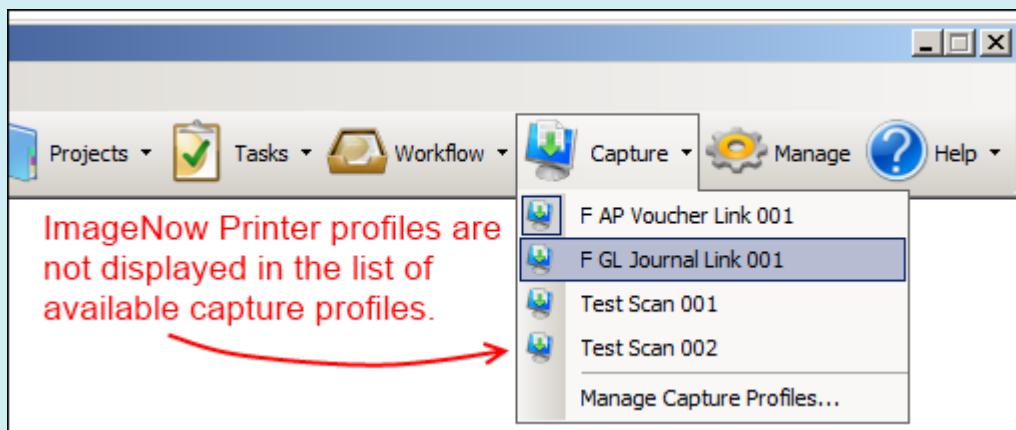 Projects Tasks Workflow Capture Manage Help
ImageNow Printer profiles are
not displayed in the list of
available capture profiles.
F AP Voucher Link 001
F GL Journal Link 001
Test Scan 001
Test Scan 002
Manage Capture Profiles...